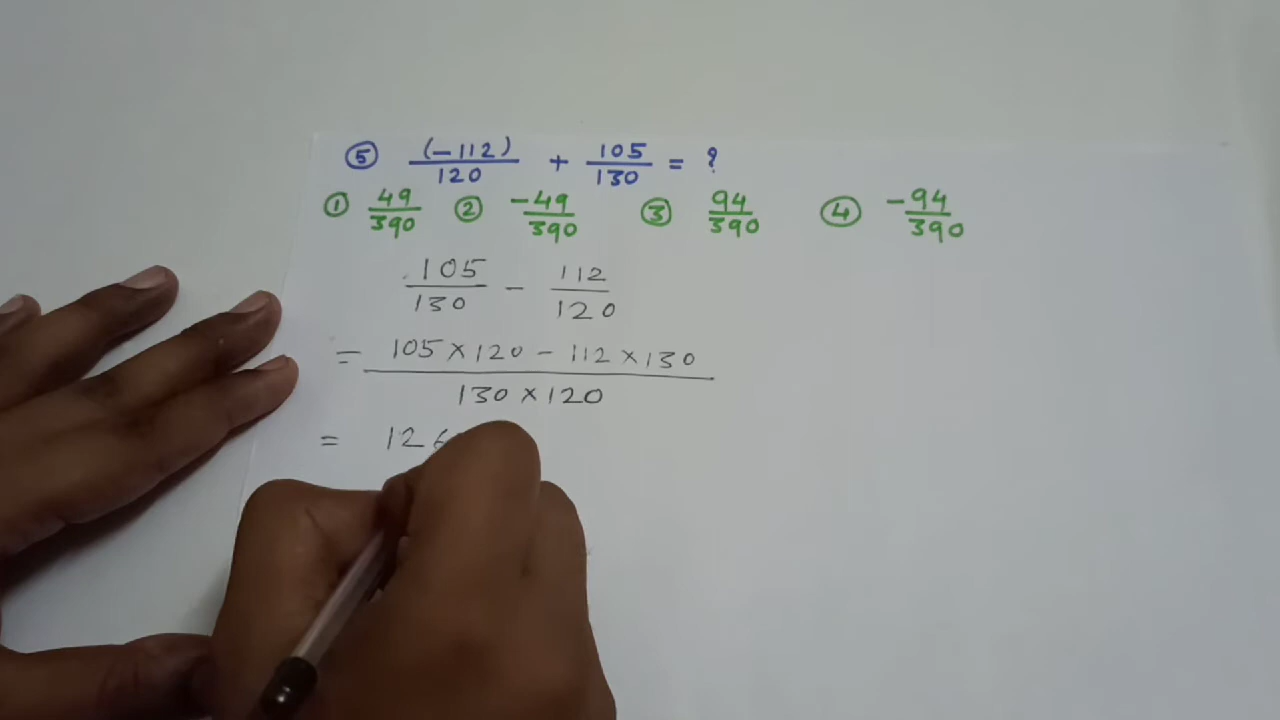 ⑤ (-112)/120 + 105/130 = ?
① 49/390 ② -49/390 ③ 94/390 ④ -94/390
105/130 - 112/120
= 105×120 - 112×130 / 130×120
= 126